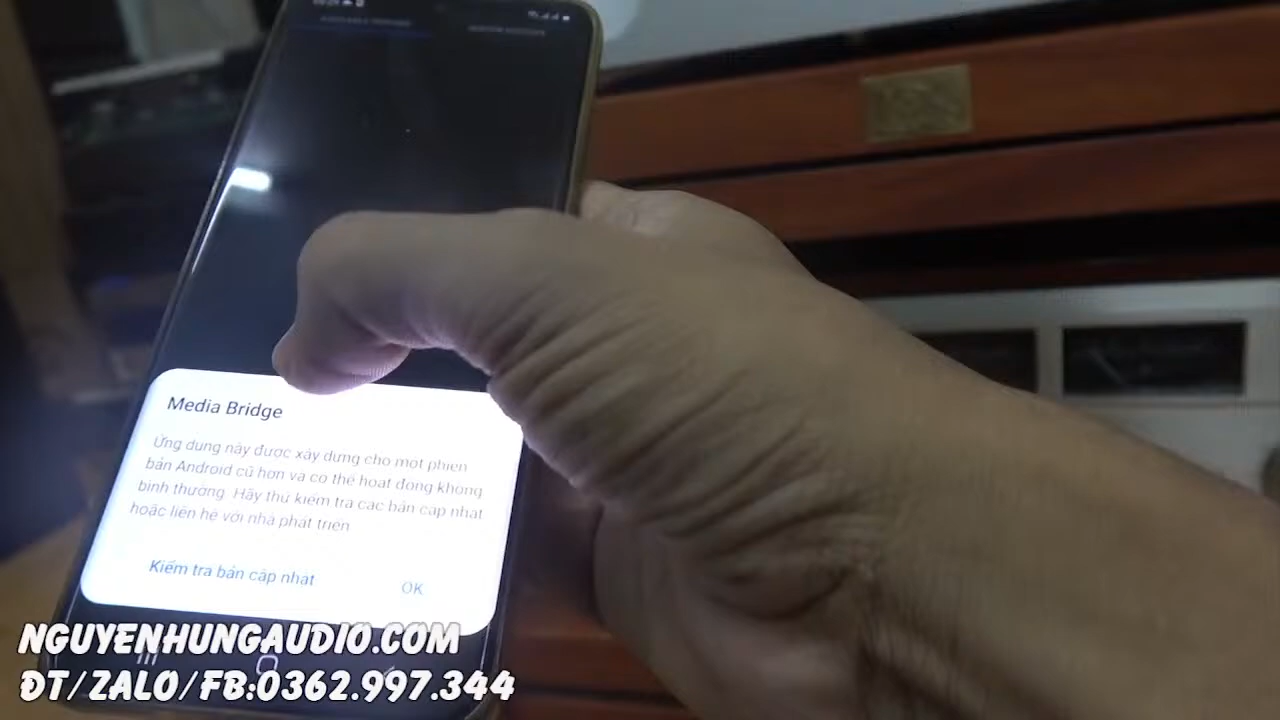 Media Bridge
Ứng dụng này được xây dựng cho một phiên
bản Android cũ hơn và có thể hoạt động không
bình thường. Hãy thử kiểm tra các bản cập nhật
hoặc liên hệ với nhà phát triển
Kiểm tra bản cập nhật
OK
NGUYENHUNGAUDIO.COM
ĐT/ZALO/FB:0362.997.344